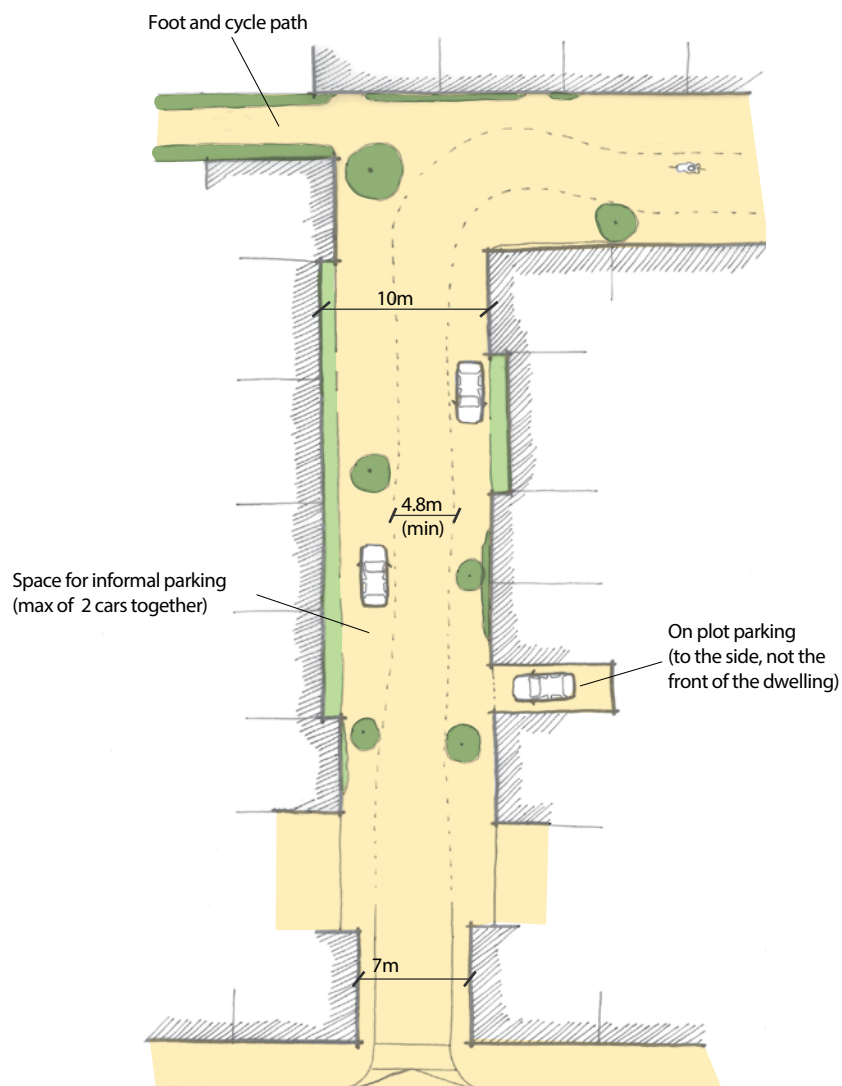 Foot and cycle path
10m
4.8m
(min)
Space for informal parking
(max of 2 cars together)
On plot parking
(to the side, not the
front of the dwelling)
7m